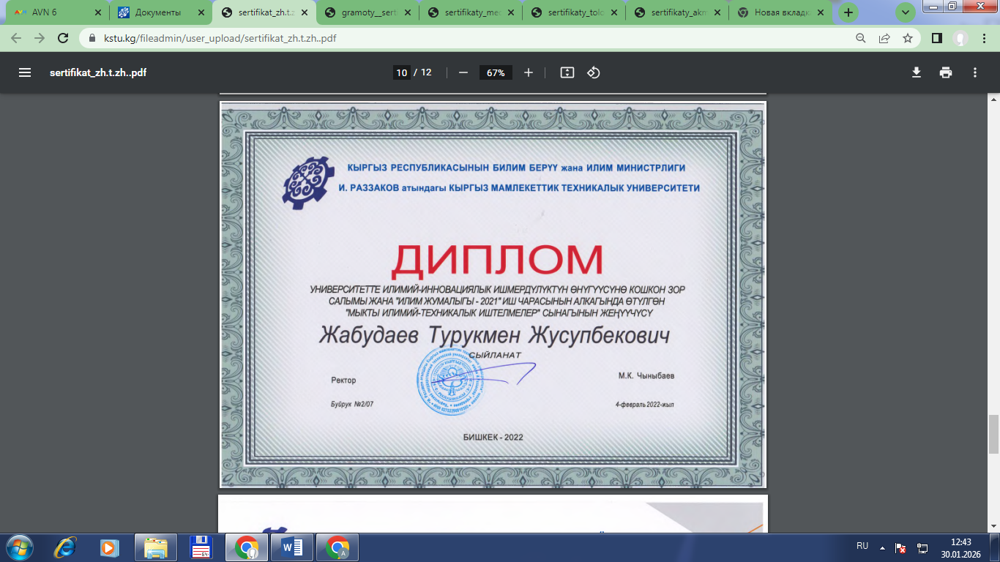 AVN 6
Документы
sertifikat_zh.t.z
gramoty__sert
sertifikaty_me
sertifikaty_tolo
sertifikaty_akm
Новая вкладк
kstu.kg/fileadmin/user_upload/sertifikat_zh.t.zh..pdf
sertifikat_zh.t.zh..pdf
10 / 12
67%
КЫРГЫЗ РЕСПУБЛИКАСЫНЫН БИЛИМ БЕРҮҮ жана ИЛИМ МИНИСТРЛИГИ
И. РАЗЗАКОВ атындагы КЫРГЫЗ МАМЛЕКЕТТИК ТЕХНИКАЛЫК УНИВЕРСИТЕТИ
ДИПЛОМ
УНИВЕРСИТЕТТЕ ИЛИМИЙ-ИННОВАЦИЯЛЫК ИШМЕРДҮЛҮКТҮН ӨНҮГҮҮСҮНӨ КОШКОН ЗОР
САЛЫМЫ ЖАНА "ИЛИМ ЖУМАЛЫГЫ - 2021" ИШ ЧАРАСЫНЫН АЛКАГЫНДА ӨТҮЛГӨН
"МЫКТЫ ИЛИМИЙ-ТЕХНИКАЛЫК ИШТЕЛМЕЛЕР" СЫНАГЫНЫН ЖЕҢҮҮЧҮСҮ
Жабудаев Турукмен Жусупбекович
СЫЙЛАНАТ
Ректор
М.К. Чыныбаев
Буйрук №2/07
4-февраль 2022-жыл
БИШКЕК - 2022
RU
12:43
30.01.2026